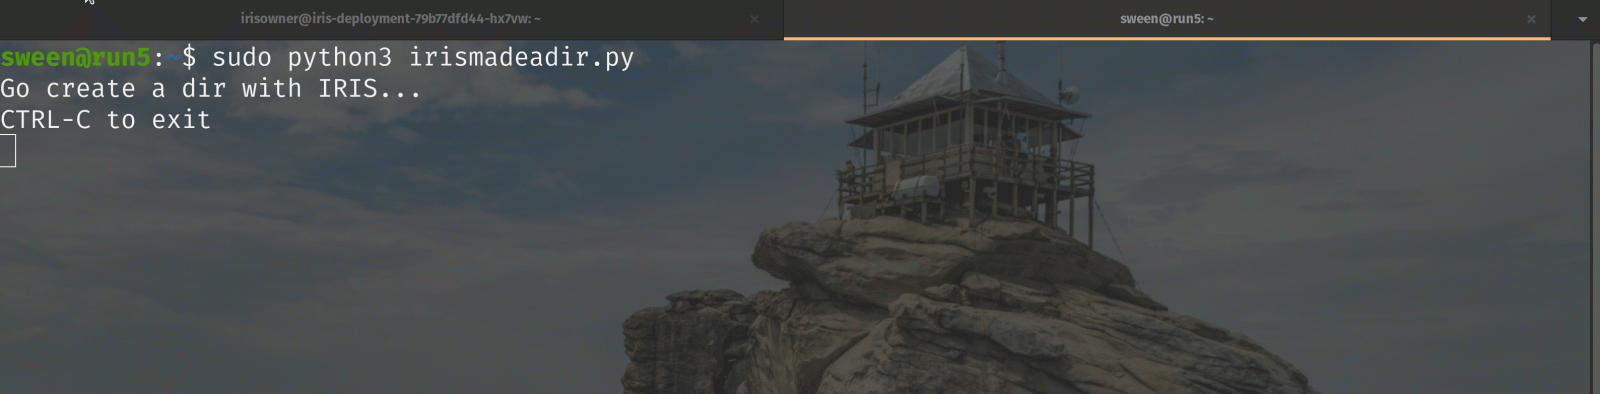 irisowner@iris-deployment-79b77dfd44-hx7vw: ~
sween@run5: ~
sween@run5:~$ sudo python3 irismadeadir.py
Go create a dir with IRIS...
CTRL-C to exit